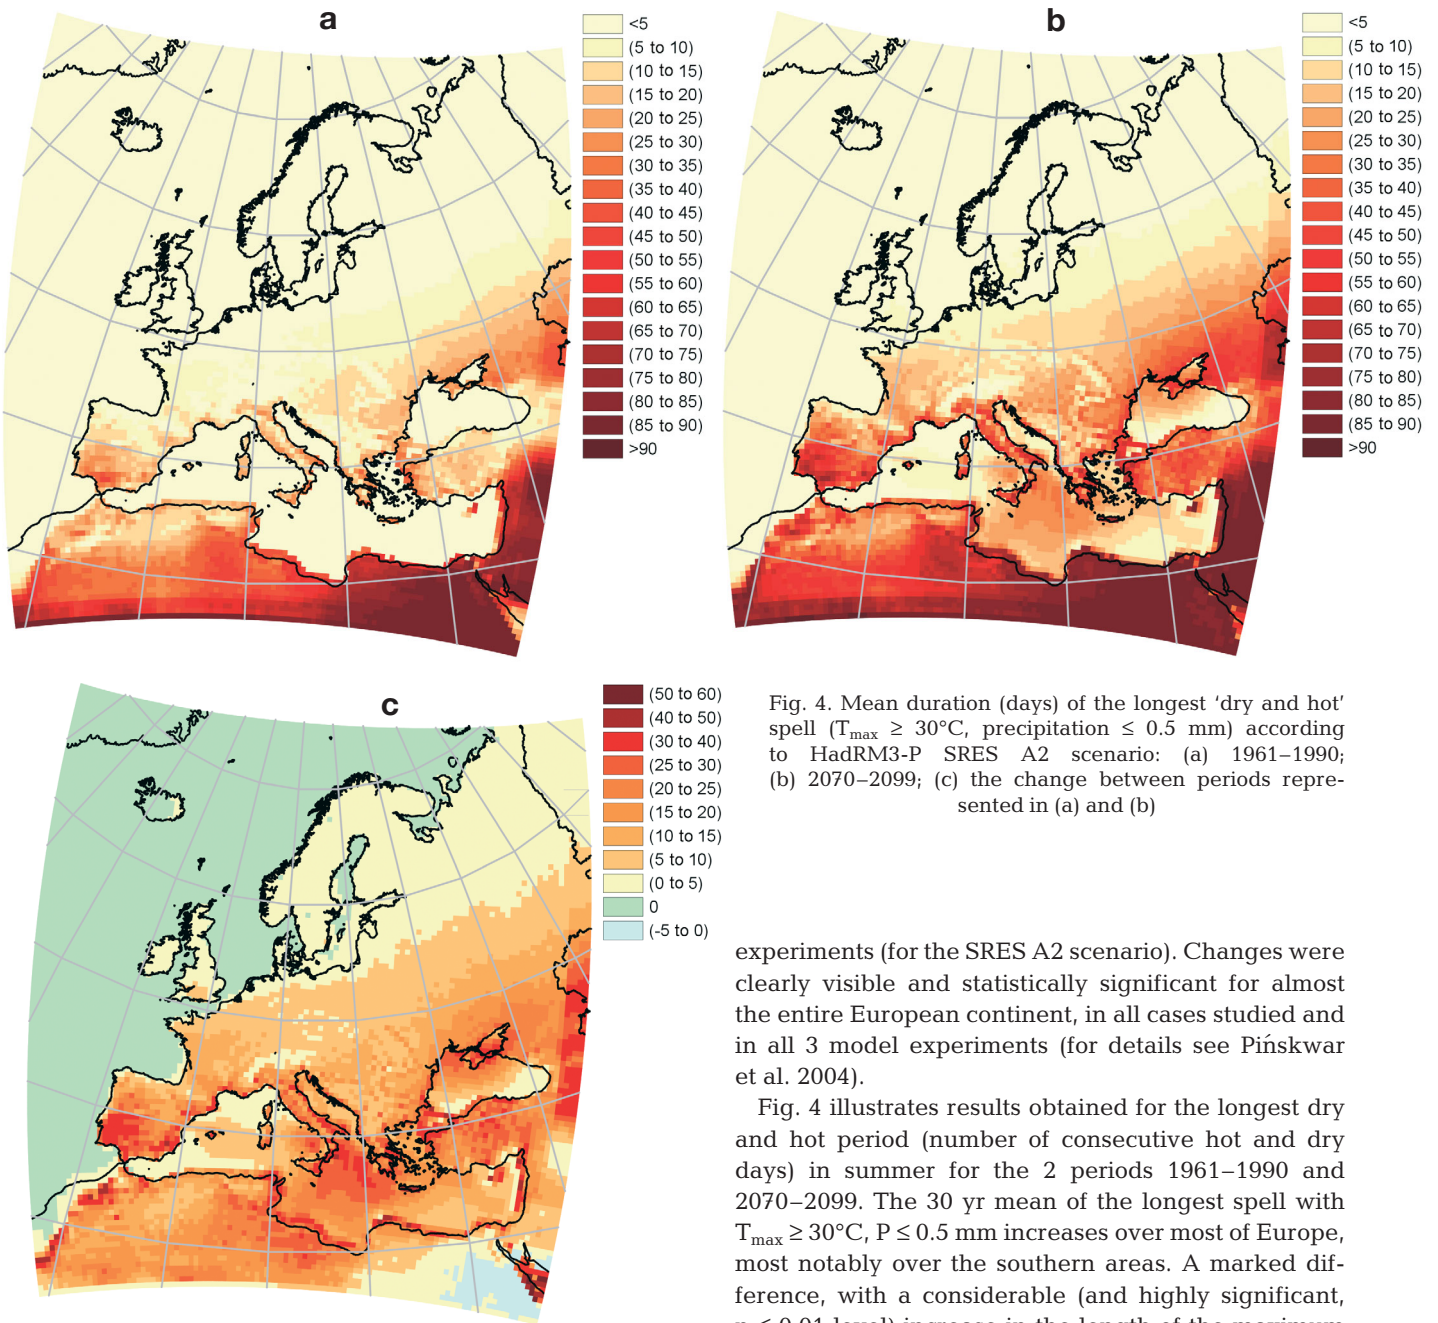 a
<5
(5 to 10)
(10 to 15)
(15 to 20)
(20 to 25)
(25 to 30)
(30 to 35)
(35 to 40)
(40 to 45)
(45 to 50)
(50 to 55)
(55 to 60)
(60 to 65)
(65 to 70)
(70 to 75)
(75 to 80)
(80 to 85)
(85 to 90)
>90
b
<5
(5 to 10)
(10 to 15)
(15 to 20)
(20 to 25)
(25 to 30)
(30 to 35)
(35 to 40)
(40 to 45)
(45 to 50)
(50 to 55)
(55 to 60)
(60 to 65)
(65 to 70)
(70 to 75)
(75 to 80)
(80 to 85)
(85 to 90)
>90
c
(50 to 60)
(40 to 50)
(30 to 40)
(25 to 30)
(20 to 25)
(15 to 20)
(10 to 15)
(5 to 10)
(0 to 5)
0
(-5 to 0)
Fig. 4. Mean duration (days) of the longest ‘dry and hot’
spell (Tmax ≥ 30°C, precipitation ≤ 0.5 mm) according
to HadRM3-P SRES A2 scenario: (a) 1961–1990;
(b) 2070–2099; (c) the change between periods repre-
sented in (a) and (b)
experiments (for the SRES A2 scenario). Changes were
clearly visible and statistically significant for almost
the entire European continent, in all cases studied and
in all 3 model experiments (for details see Pińskwar
et al. 2004).
Fig. 4 illustrates results obtained for the longest dry
and hot period (number of consecutive hot and dry
days) in summer for the 2 periods 1961–1990 and
2070–2099. The 30 yr mean of the longest spell with
Tmax ≥ 30°C, P ≤ 0.5 mm increases over most of Europe,
most notably over the southern areas. A marked dif-
ference, with a considerable (and highly significant,
p ≤ 0.01 level) increase in the length of the maximum